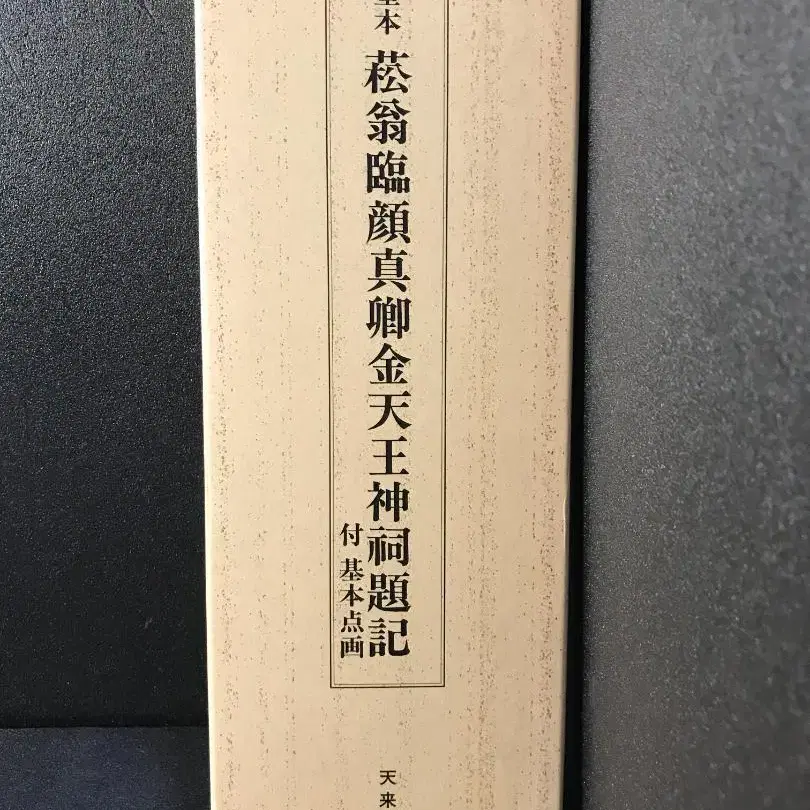 本 菘翁臨顔真卿金天王神祠題記
付 基本点画
天来